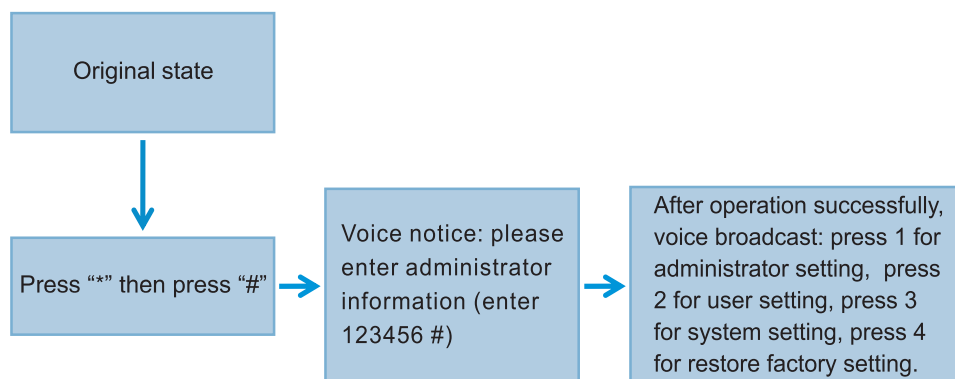 Original state
Press “*” then press “#”
Voice notice: please
enter administrator
information (enter
123456 #)
After operation successfully,
voice broadcast: press 1 for
administrator setting, press
2 for user setting, press 3
for system setting, press 4
for restore factory setting.